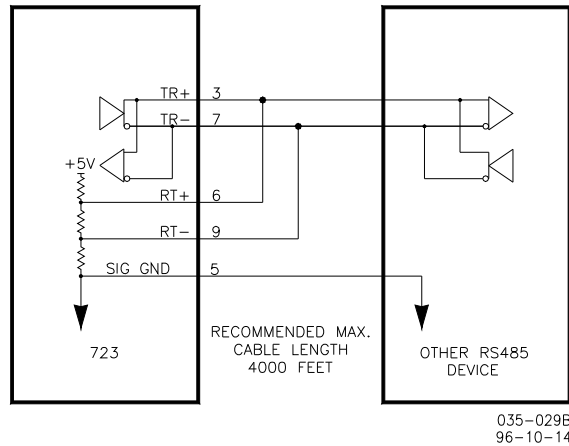 TR+ 3
TR- 7
+5V
RT+ 6
RT- 9
SIG GND 5
723
RECOMMENDED MAX.
CABLE LENGTH
4000 FEET
OTHER RS485
DEVICE
035-029B
96-10-14